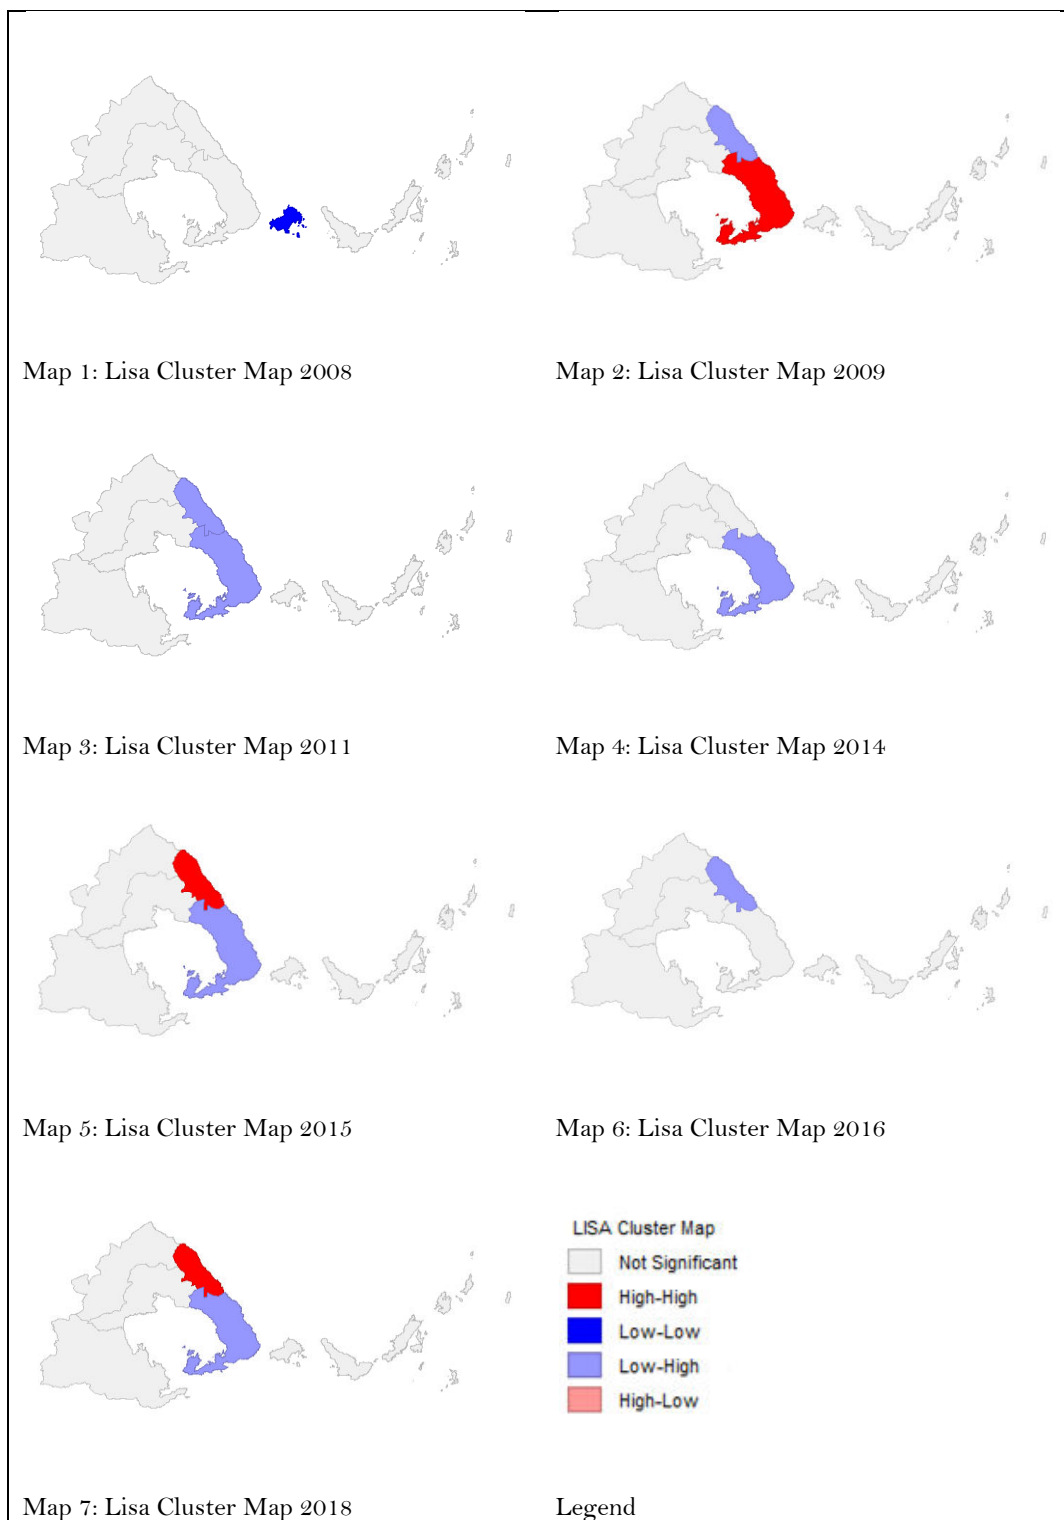 Map 1: Lisa Cluster Map 2008
Map 2: Lisa Cluster Map 2009
Map 3: Lisa Cluster Map 2011
Map 4: Lisa Cluster Map 2014
Map 5: Lisa Cluster Map 2015
Map 6: Lisa Cluster Map 2016
LISA Cluster Map
Not Significant
High-High
Low-Low
Low-High
High-Low
Map 7: Lisa Cluster Map 2018
Legend